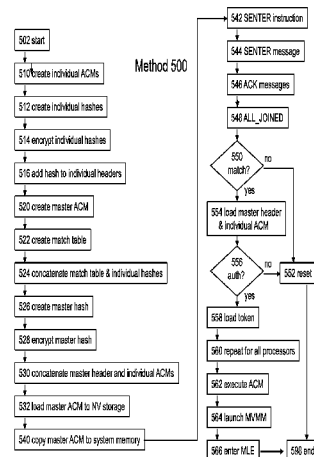 502 start
510 create individual ACMs
512 create individual hashes
514 encrypt individual hashes
516 add hash to individual headers
520 create master ACM
522 create match table
524 concatenate match table & individual hashes
526 create master hash
528 encrypt master hash
530 concatenate master header and individual ACMs
532 load master ACM to NV storage
540 copy master ACM to system memory
Method 500
542 SENTER instruction
544 SENTER message
546 ACK messages
548 ALL_JOINED
550
match?
no
yes
554 load master header
& individual ACM
556
auth?
no
552 reset
yes
558 load token
560 repeat for all processors
562 execute ACM
564 launch MVMM
566 enter MLE
598 end